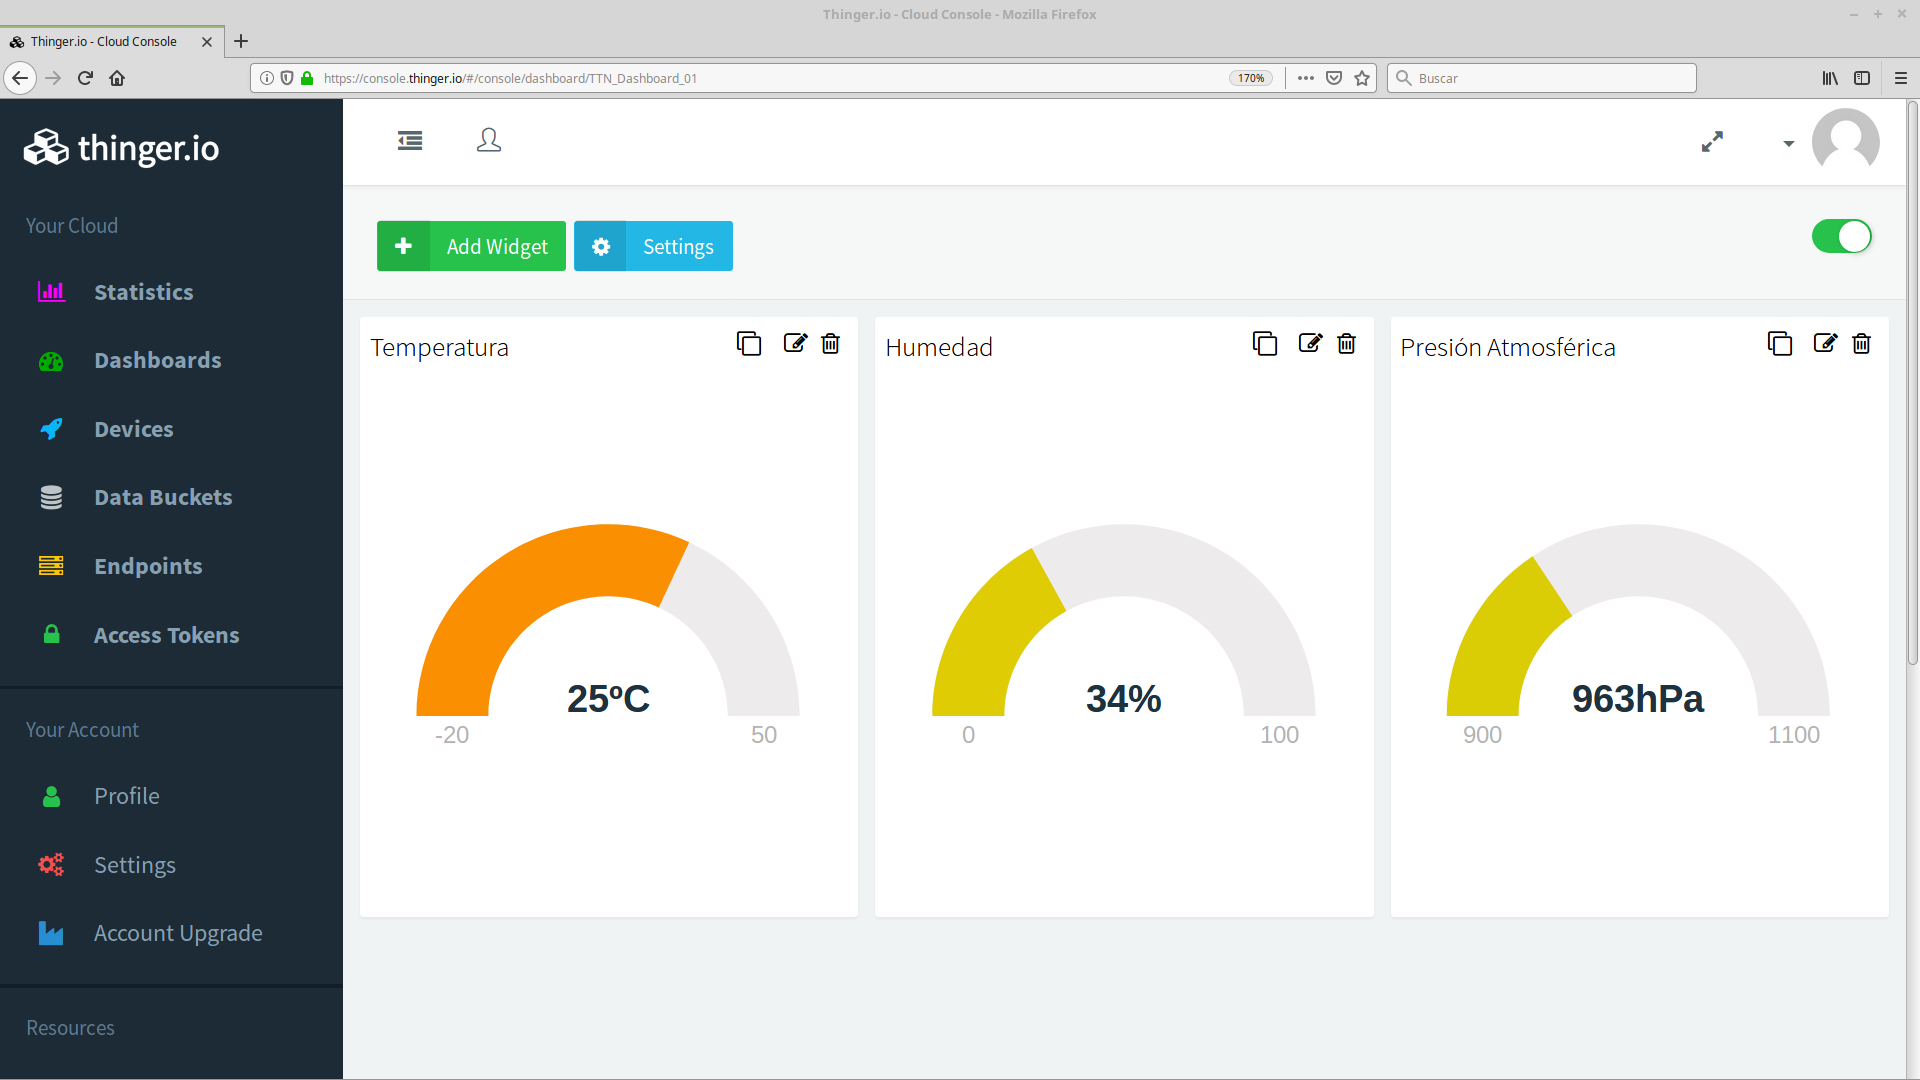 Thinger.io - Cloud Console - Mozilla Firefox
Thinger.io - Cloud Console
https://console.thinger.io/#/console/dashboard/TTN_Dashboard_01
170%
Buscar
thinger.io
Your Cloud
Statistics
Dashboards
Devices
Data Buckets
Endpoints
Access Tokens
Your Account
Profile
Settings
Account Upgrade
Resources
Add Widget
Settings
Temperatura
25ºC
-20
50
Humedad
34%
0
100
Presión Atmosférica
963hPa
900
1100